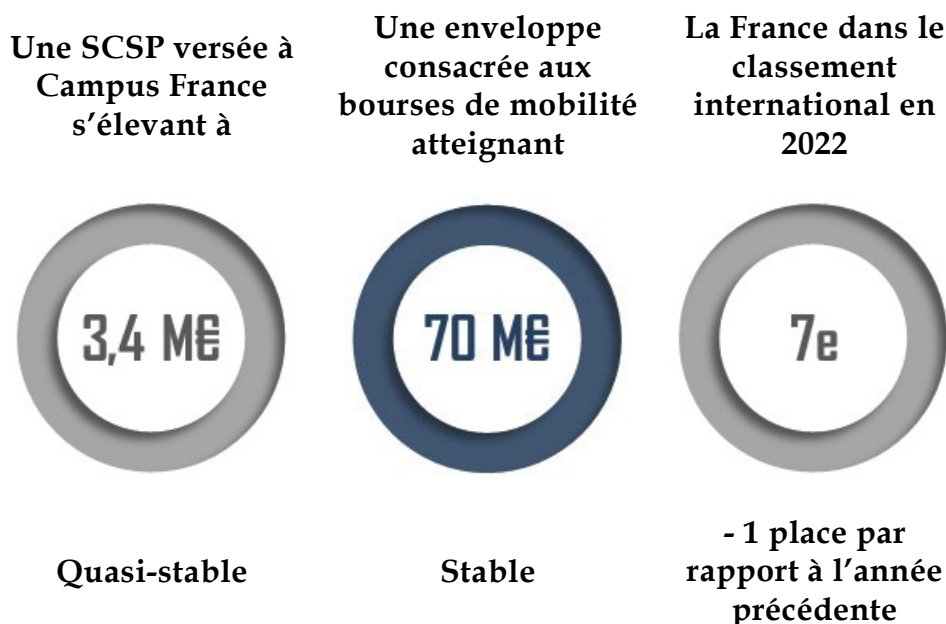 Une SCSP versée à
Campus France
s’élevant à
3,4 M€
Quasi-stable
Une enveloppe
consacrée aux
bourses de mobilité
atteignant
70 M€
Stable
La France dans le
classement
international en
2022
7e
- 1 place par
rapport à l’année
précédente